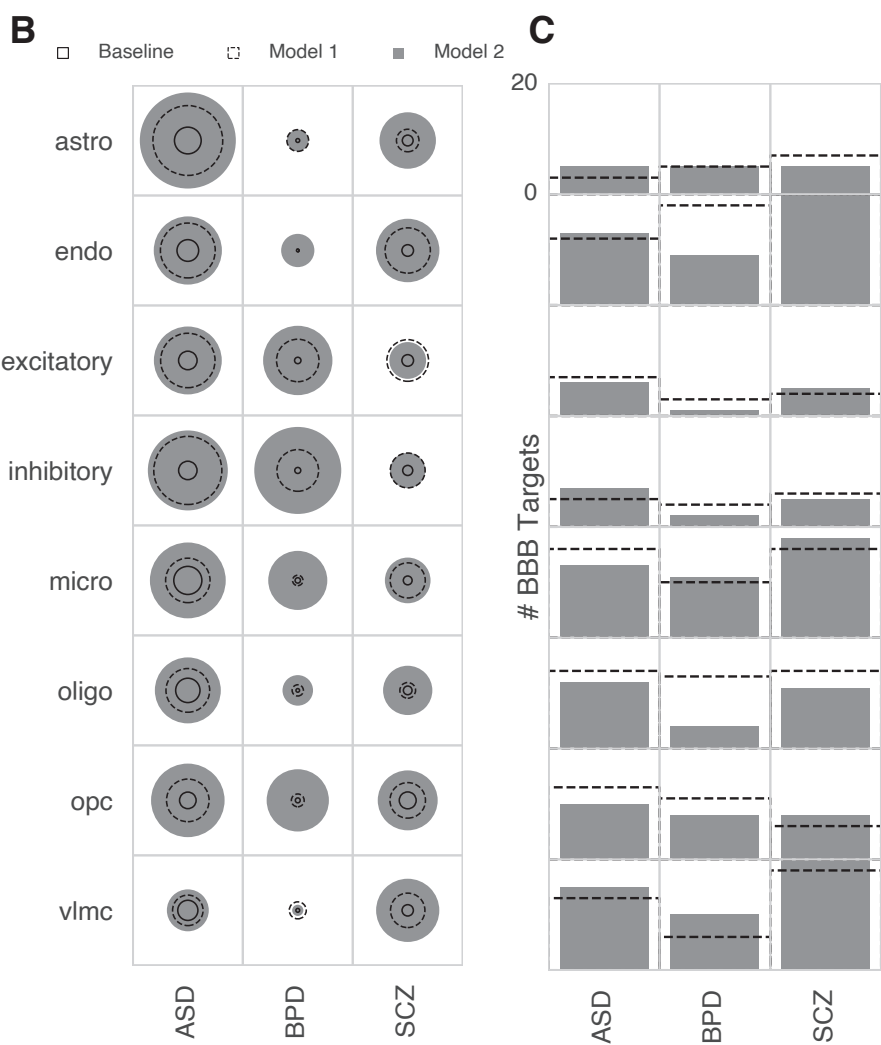 B
Baseline
Model 1
Model 2
astro
endo
excitatory
inhibitory
micro
oligo
opc
vlmc
ASD
BPD
SCZ
C
20
0
# BBB Targets
ASD
BPD
SCZ